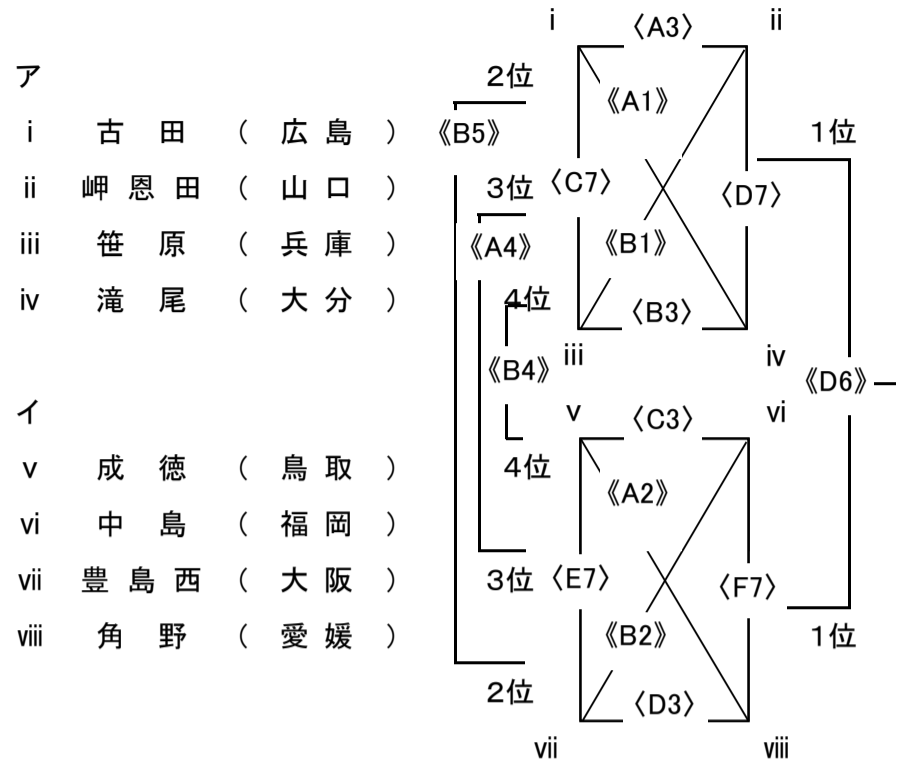 ⅰ 〈A3〉 ⅱ
ア 2位
《A1》
ⅰ 古田 ( 広島 ) 《B5》 1位
ⅱ 岬恩田 ( 山口 ) 3位 〈C7〉 〈D7〉
ⅲ 笹原 ( 兵庫 ) 《A4》 《B1》
ⅳ 滝尾 ( 大分 ) 4位 〈B3〉
《B4》 ⅲ ⅳ 《D6》
イ ⅴ 〈C3〉 ⅵ
ⅴ 成徳 ( 鳥取 ) 4位
《A2》
ⅵ 中島 ( 福岡 )
ⅶ 豊島西 ( 大阪 ) 3位 〈E7〉 〈F7〉
ⅷ 角野 ( 愛媛 ) 《B2》 1位
2位 〈D3〉
ⅶ ⅷ